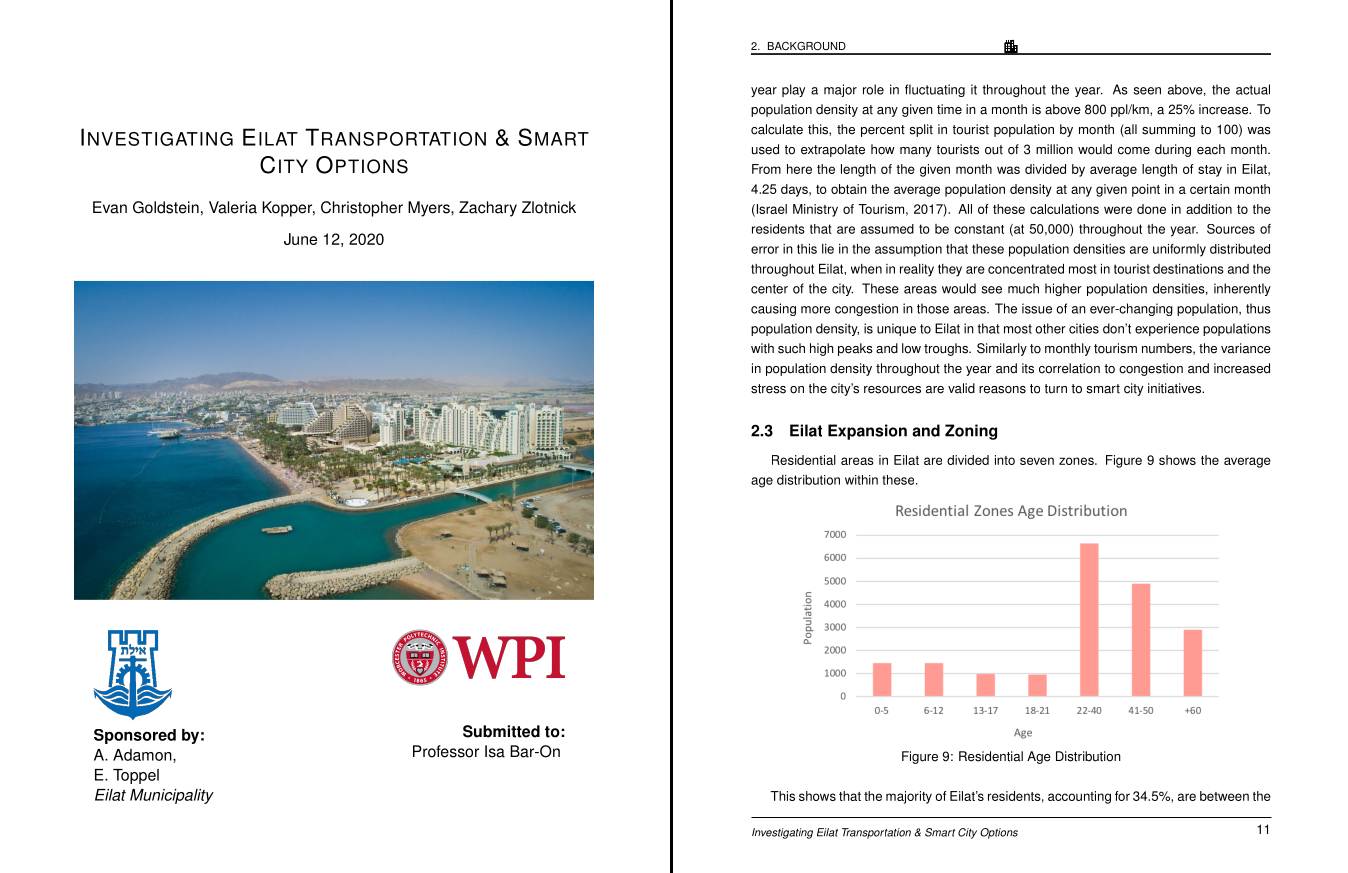 INVESTIGATING EILAT TRANSPORTATION & SMART
CITY OPTIONS
Evan Goldstein, Valeria Kopper, Christopher Myers, Zachary Zlotnick
June 12, 2020
אילת
WORCESTER POLYTECHNIC INSTITUTE
1865
WPI
Sponsored by:
A. Adamon,
E. Toppel
Eilat Municipality
Submitted to:
Professor Isa Bar-On
2. BACKGROUND
year play a major role in fluctuating it throughout the year. As seen above, the actual
population density at any given time in a month is above 800 ppl/km, a 25% increase. To
calculate this, the percent split in tourist population by month (all summing to 100) was
used to extrapolate how many tourists out of 3 million would come during each month.
From here the length of the given month was divided by average length of stay in Eilat,
4.25 days, to obtain the average population density at any given point in a certain month
(Israel Ministry of Tourism, 2017). All of these calculations were done in addition to the
residents that are assumed to be constant (at 50,000) throughout the year. Sources of
error in this lie in the assumption that these population densities are uniformly distributed
throughout Eilat, when in reality they are concentrated most in tourist destinations and the
center of the city. These areas would see much higher population densities, inherently
causing more congestion in those areas. The issue of an ever-changing population, thus
population density, is unique to Eilat in that most other cities don't experience populations
with such high peaks and low troughs. Similarly to monthly tourism numbers, the variance
in population density throughout the year and its correlation to congestion and increased
stress on the city's resources are valid reasons to turn to smart city initiatives.
2.3 Eilat Expansion and Zoning
Residential areas in Eilat are divided into seven zones. Figure 9 shows the average
age distribution within these.
Residential Zones Age Distribution
7000
6000
5000
4000
3000
2000
1000
0
Population
0-5 6-12 13-17 18-21 22-40 41-50 +60
Age
Figure 9: Residential Age Distribution
This shows that the majority of Eilat's residents, accounting for 34.5%, are between the
Investigating Eilat Transportation & Smart City Options 11